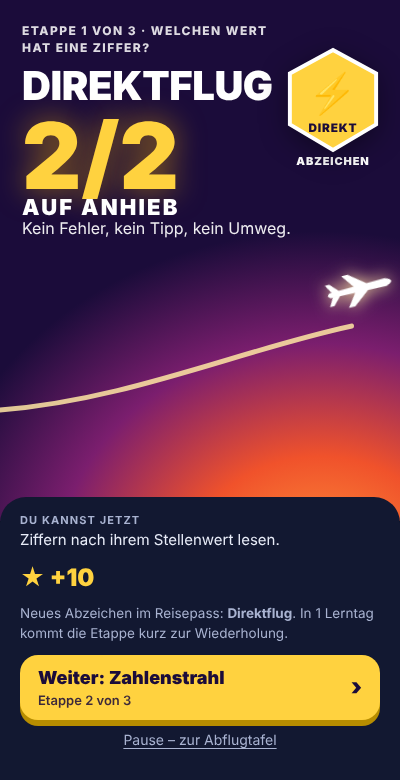 ETAPPE 1 VON 3 · WELCHEN WERT
HAT EINE ZIFFER?
DIREKTFLUG
2/2
AUF ANHIEB
Kein Fehler, kein Tipp, kein Umweg.
DIREKT
ABZEICHEN
DU KANNST JETZT
Ziffern nach ihrem Stellenwert lesen.
★ +10
Neues Abzeichen im Reisepass: Direktflug. In 1 Lerntag
kommt die Etappe kurz zur Wiederholung.
Weiter: Zahlenstrahl
Etappe 2 von 3
›
Pause – zur Abflugtafel